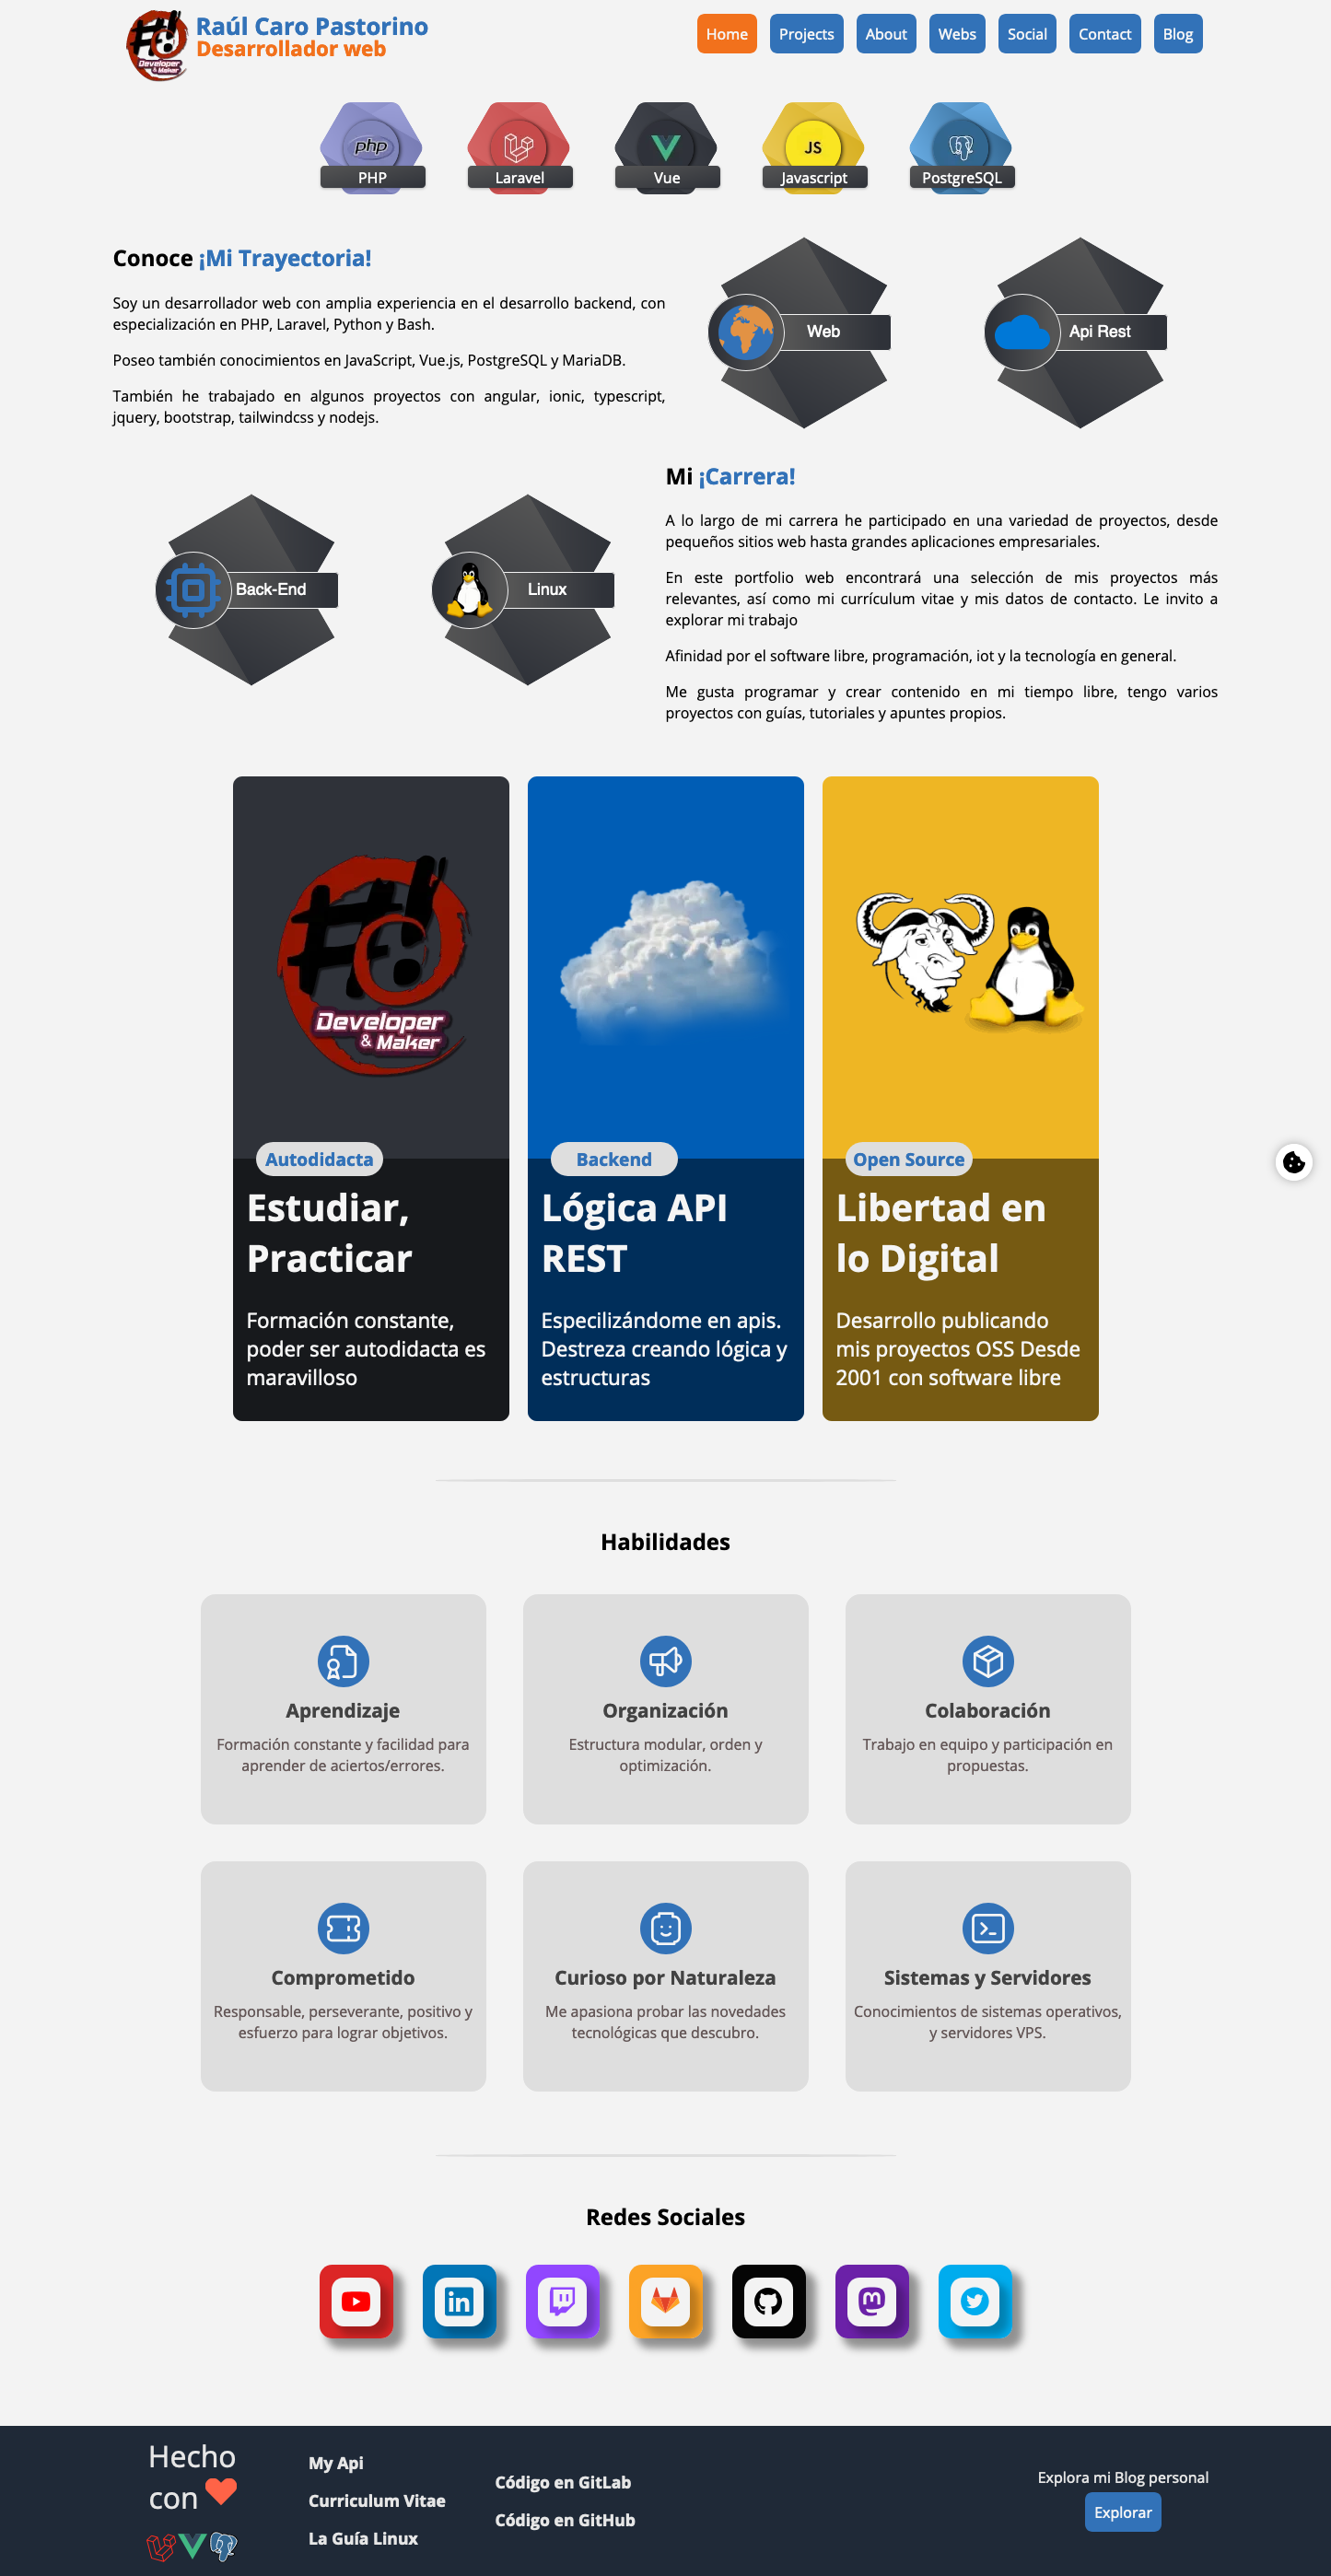 Developer
& Maker
Raúl Caro Pastorino
Desarrollador web
Home
Projects
About
Webs
Social
Contact
Blog
php
PHP
Laravel
Vue
JS
Javascript
PostgreSQL
Conoce ¡Mi Trayectoria!
Soy un desarrollador web con amplia experiencia en el desarrollo backend, con
especialización en PHP, Laravel, Python y Bash.
Poseo también conocimientos en JavaScript, Vue.js, PostgreSQL y MariaDB.
También he trabajado en algunos proyectos con angular, ionic, typescript,
jquery, bootstrap, tailwindcss y nodejs.
Web
Api Rest
Back-End
Linux
Mi ¡Carrera!
A lo largo de mi carrera he participado en una variedad de proyectos, desde
pequeños sitios web hasta grandes aplicaciones empresariales.
En este portfolio web encontrará una selección de mis proyectos más
relevantes, así como mi currículum vitae y mis datos de contacto. Le invito a
explorar mi trabajo
Afinidad por el software libre, programación, iot y la tecnología en general.
Me gusta programar y crear contenido en mi tiempo libre, tengo varios
proyectos con guías, tutoriales y apuntes propios.
Developer
& Maker
Autodidacta
Estudiar,
Practicar
Formación constante,
poder ser autodidacta es
maravilloso
Backend
Lógica API
REST
Especilizándome en apis.
Destreza creando lógica y
estructuras
Open Source
Libertad en
lo Digital
Desarrollo publicando
mis proyectos OSS Desde
2001 con software libre
Habilidades
Aprendizaje
Formación constante y facilidad para
aprender de aciertos/errores.
Organización
Estructura modular, orden y
optimización.
Colaboración
Trabajo en equipo y participación en
propuestas.
Comprometido
Responsable, perseverante, positivo y
esfuerzo para lograr objetivos.
Curioso por Naturaleza
Me apasiona probar las novedades
tecnológicas que descubro.
Sistemas y Servidores
Conocimientos de sistemas operativos,
y servidores VPS.
Redes Sociales
Hecho
con
My Api
Curriculum Vitae
La Guía Linux
Código en GitLab
Código en GitHub
Explora mi Blog personal
Explorar